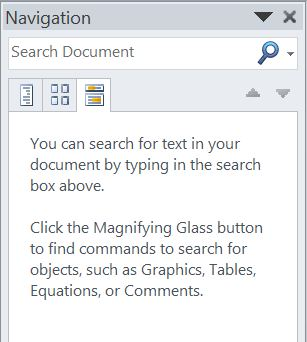 Navigation
Search Document
You can search for text in your
document by typing in the search
box above.
Click the Magnifying Glass button
to find commands to search for
objects, such as Graphics, Tables,
Equations, or Comments.